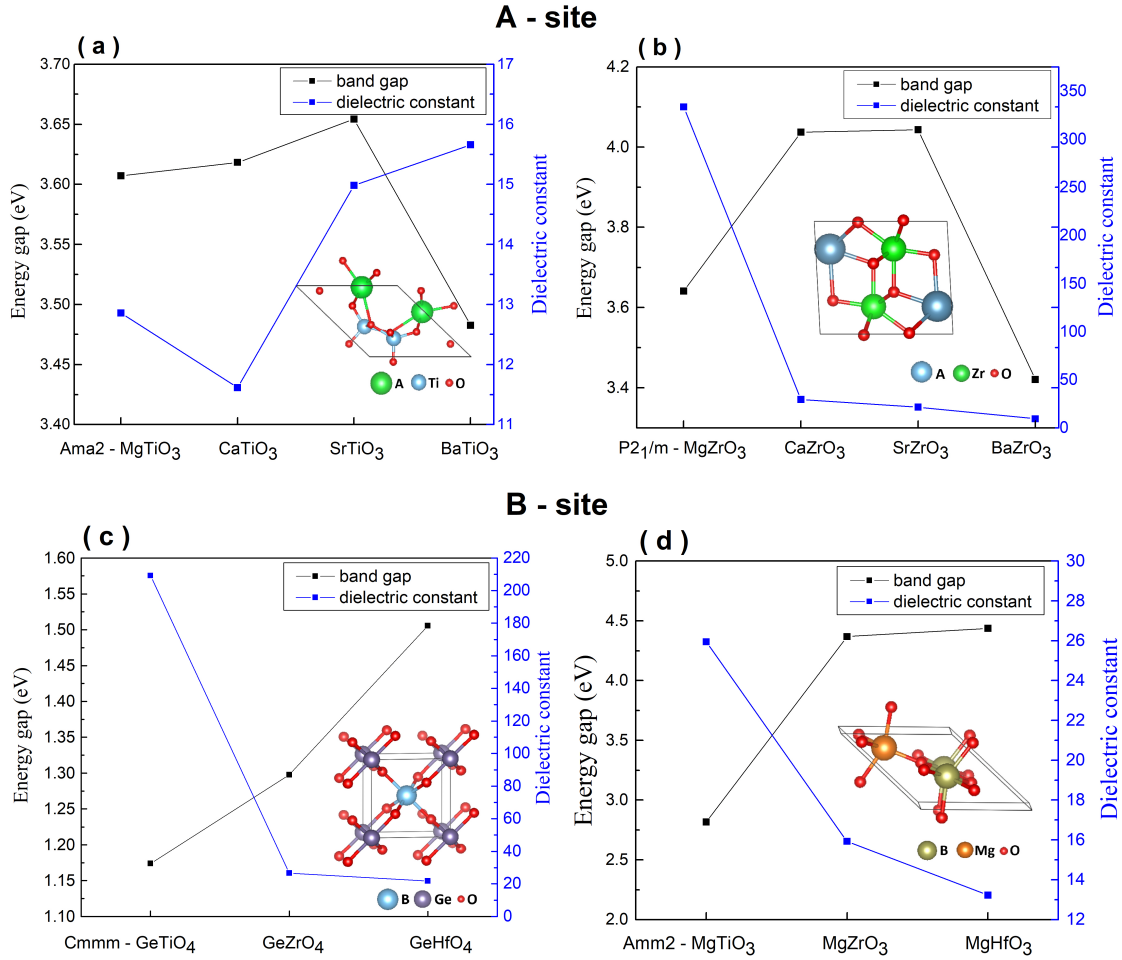 A - site
( a )
3.70
3.65
3.60
3.55
3.50
3.45
3.40
Energy gap (eV)
band gap
dielectric constant
17
16
15
14
13
12
11
Dielectric constant
A Ti O
Ama2 - MgTiO3 CaTiO3 SrTiO3 BaTiO3
( b )
4.2
4.0
3.8
3.6
3.4
Energy gap (eV)
band gap
dielectric constant
350
300
250
200
150
100
50
0
Dielectric constant
A Zr O
P21/m - MgZrO3 CaZrO3 SrZrO3 BaZrO3
B - site
( c )
1.60
1.55
1.50
1.45
1.40
1.35
1.30
1.25
1.20
1.15
1.10
Energy gap (eV)
band gap
dielectric constant
220
200
180
160
140
120
100
80
60
40
20
0
Dielectric constant
B Ge O
Cmmm - GeTiO4 GeZrO4 GeHfO4
( d )
5.0
4.5
4.0
3.5
3.0
2.5
2.0
Energy gap (eV)
band gap
dielectric constant
30
28
26
24
22
20
18
16
14
12
Dielectric constant
B Mg O
Amm2 - MgTiO3 MgZrO3 MgHfO3